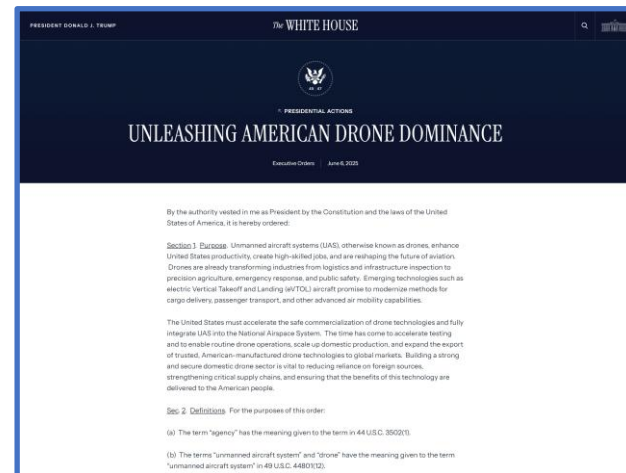 PRESIDENT DONALD J. TRUMP
The WHITE HOUSE
45 47
PRESIDENTIAL ACTIONS
UNLEASHING AMERICAN DRONE DOMINANCE
Executive Orders | June 6, 2025
By the authority vested in me as President by the Constitution and the laws of the United
States of America, it is hereby ordered:
Section 1. Purpose. Unmanned aircraft systems (UAS), otherwise known as drones, enhance
United States productivity, create high-skilled jobs, and are reshaping the future of aviation.
Drones are already transforming industries from logistics and infrastructure inspection to
precision agriculture, emergency response, and public safety. Emerging technologies such as
electric Vertical Takeoff and Landing (eVTOL) aircraft promise to modernize methods for
cargo delivery, passenger transport, and other advanced air mobility capabilities.
The United States must accelerate the safe commercialization of drone technologies and fully
integrate UAS into the National Airspace System. The time has come to accelerate testing
and to enable routine drone operations, scale up domestic production, and expand the export
of trusted, American-manufactured drone technologies to global markets. Building a strong
and secure domestic drone sector is vital to reducing reliance on foreign sources,
strengthening critical supply chains, and ensuring that the benefits of this technology are
delivered to the American people.
Sec. 2. Definitions. For the purposes of this order:
(a) The term "agency" has the meaning given to the term in 44 U.S.C. 3502(1).
(b) The terms "unmanned aircraft system" and "drone" have the meaning given to the term
"unmanned aircraft system" in 49 U.S.C. 44801(12).